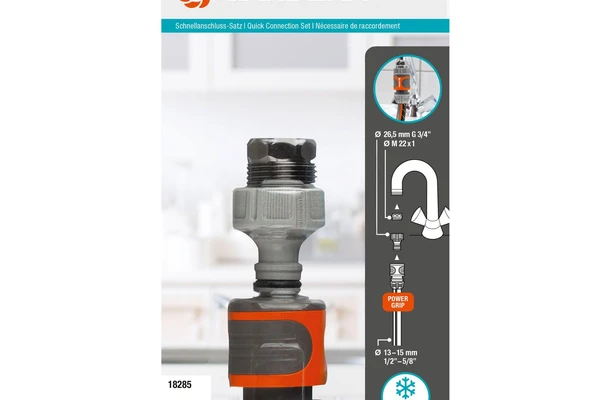 Schnellanschluss-Satz I Quick Connection Set I Nécessaire de raccordement
Ø 26,5 mm G 3/4"
Ø M 22 x 1
POWER
GRIP
Ø 13–15 mm
1/2"–5/8"
18285